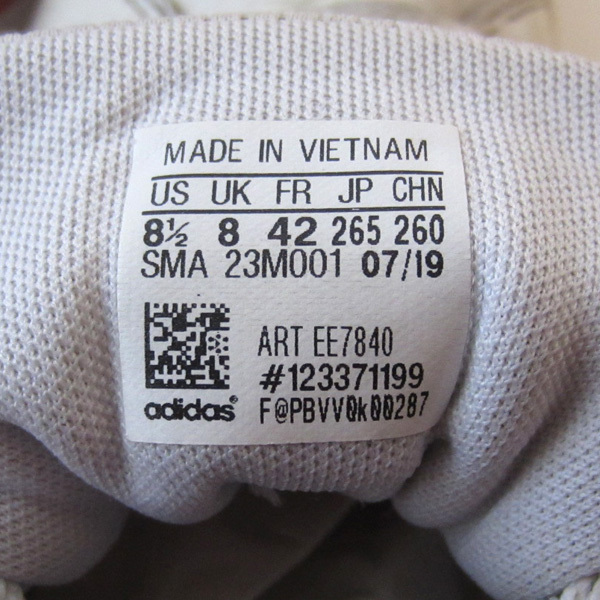 MADE IN VIETNAM
US UK FR JP CHN
8½ 8 42 265 260
SMA 23M001 07/19
ART EE7840
#123371199
adidas®
F@PBVV0k00287